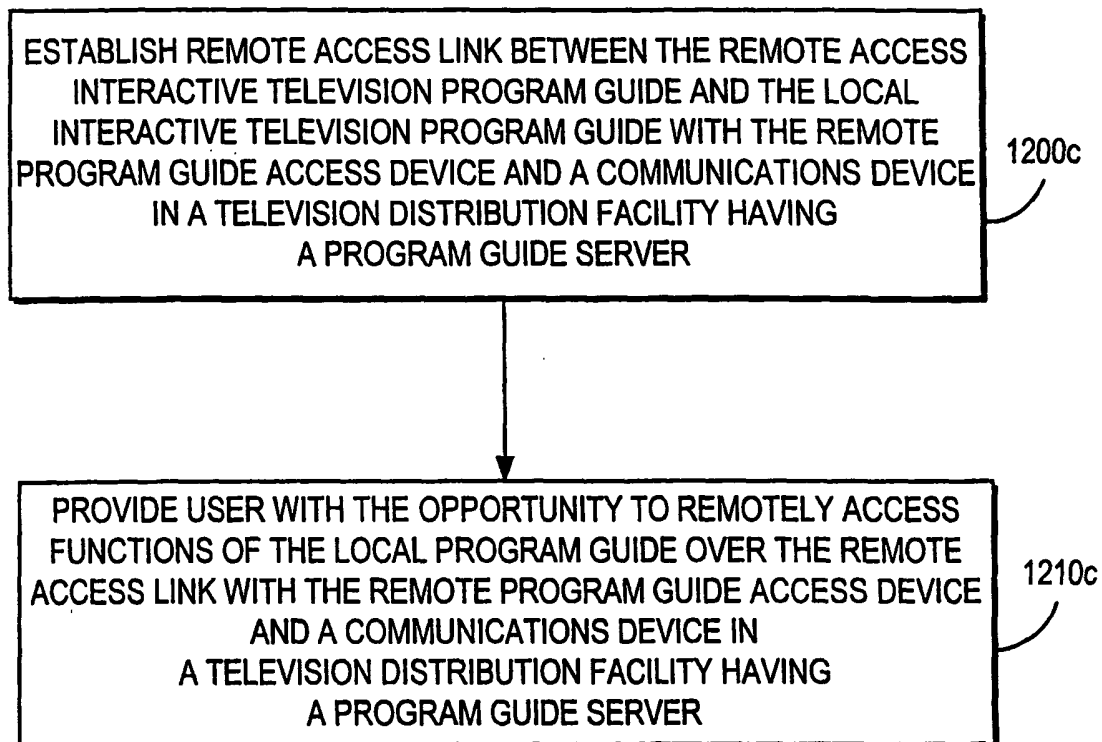 ESTABLISH REMOTE ACCESS LINK BETWEEN THE REMOTE ACCESS
INTERACTIVE TELEVISION PROGRAM GUIDE AND THE LOCAL
INTERACTIVE TELEVISION PROGRAM GUIDE WITH THE REMOTE
PROGRAM GUIDE ACCESS DEVICE AND A COMMUNICATIONS DEVICE
IN A TELEVISION DISTRIBUTION FACILITY HAVING
A PROGRAM GUIDE SERVER
1200c
PROVIDE USER WITH THE OPPORTUNITY TO REMOTELY ACCESS
FUNCTIONS OF THE LOCAL PROGRAM GUIDE OVER THE REMOTE
ACCESS LINK WITH THE REMOTE PROGRAM GUIDE ACCESS DEVICE
AND A COMMUNICATIONS DEVICE IN
A TELEVISION DISTRIBUTION FACILITY HAVING
A PROGRAM GUIDE SERVER
1210c